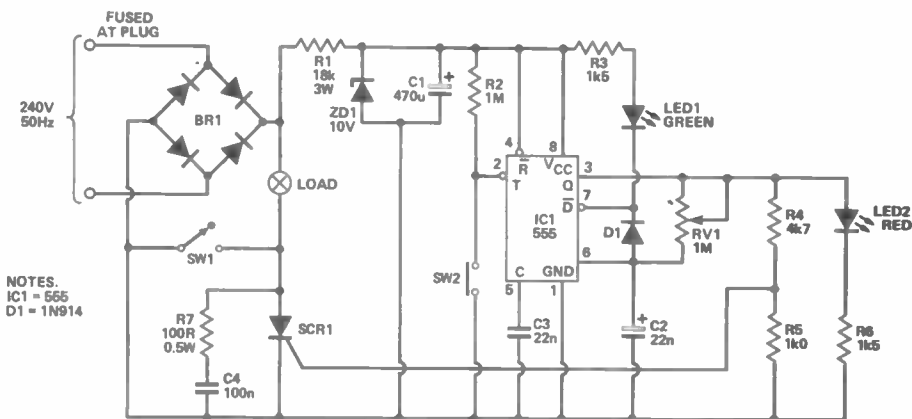 FUSED
AT PLUG
240V
50Hz
BR1
R1
18k
3W
ZD1
10V
C1
470u
+
R2
1M
R3
1k5
LED1
GREEN
LOAD
SW1
R7
100R
0.5W
C4
100n
SCR1
SW2
4
8
2
3
7
6
5
1
R
VCC
T
Q
D
IC1
555
C
GND
C3
22n
D1
C2
22n
+
RV1
1M
R4
4k7
R5
1k0
LED2
RED
R6
1k5
NOTES.
IC1 = 555
D1 = 1N914